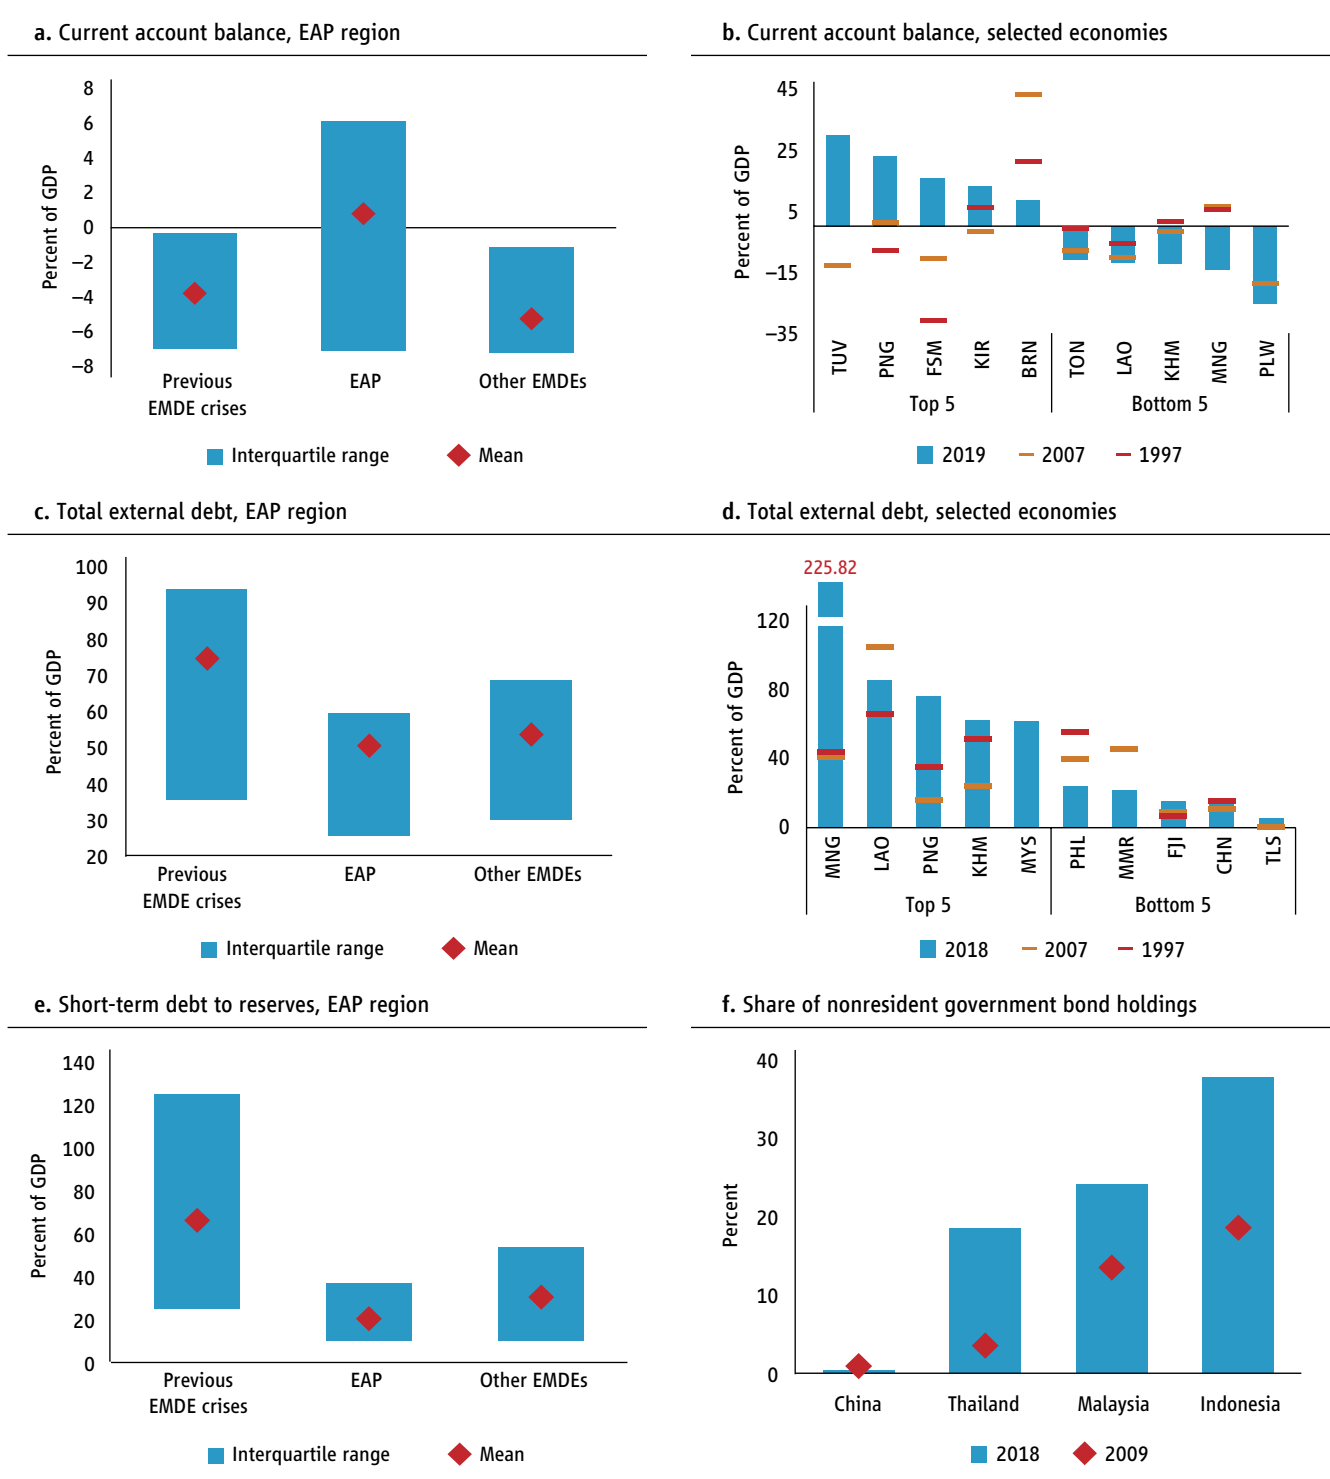 a. Current account balance, EAP region
Percent of GDP
8
6
4
2
0
–2
–4
–6
–8
Previous
EMDE crises
EAP
Other EMDEs
Interquartile range
Mean
b. Current account balance, selected economies
Percent of GDP
45
25
5
–15
–35
TUV
PNG
FSM
KIR
BRN
TON
LAO
KHM
MNG
PLW
Top 5
Bottom 5
2019
2007
1997
c. Total external debt, EAP region
Percent of GDP
100
90
80
70
60
50
40
30
20
Previous
EMDE crises
EAP
Other EMDEs
Interquartile range
Mean
d. Total external debt, selected economies
225.82
Percent of GDP
120
80
40
0
MNG
LAO
PNG
KHM
MYS
PHL
MMR
FJI
CHN
TLS
Top 5
Bottom 5
2018
2007
1997
e. Short-term debt to reserves, EAP region
Percent of GDP
140
120
100
80
60
40
20
0
Previous
EMDE crises
EAP
Other EMDEs
Interquartile range
Mean
f. Share of nonresident government bond holdings
Percent
40
30
20
10
0
China
Thailand
Malaysia
Indonesia
2018
2009